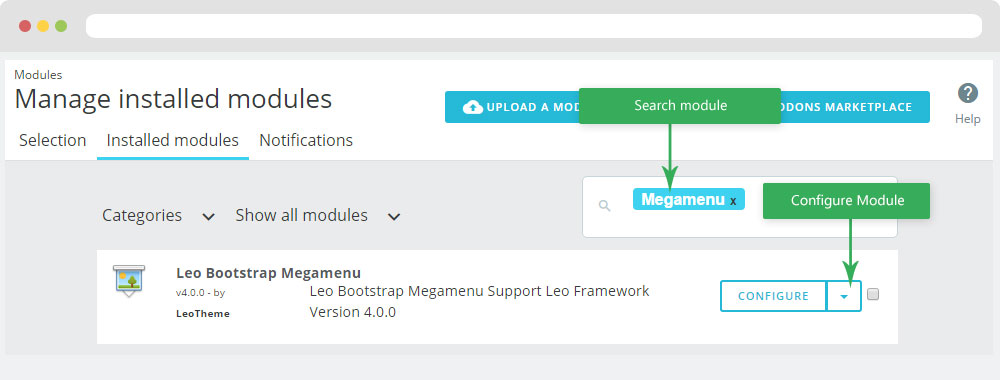 Modules
Manage installed modules
UPLOAD A MOD
Search module
DONS MARKETPLACE
Help
Selection
Installed modules
Notifications
Categories
Show all modules
Megamenu x
Configure Module
Leo Bootstrap Megamenu
v4.0.0 - by
LeoTheme
Leo Bootstrap Megamenu Support Leo Framework
Version 4.0.0
CONFIGURE